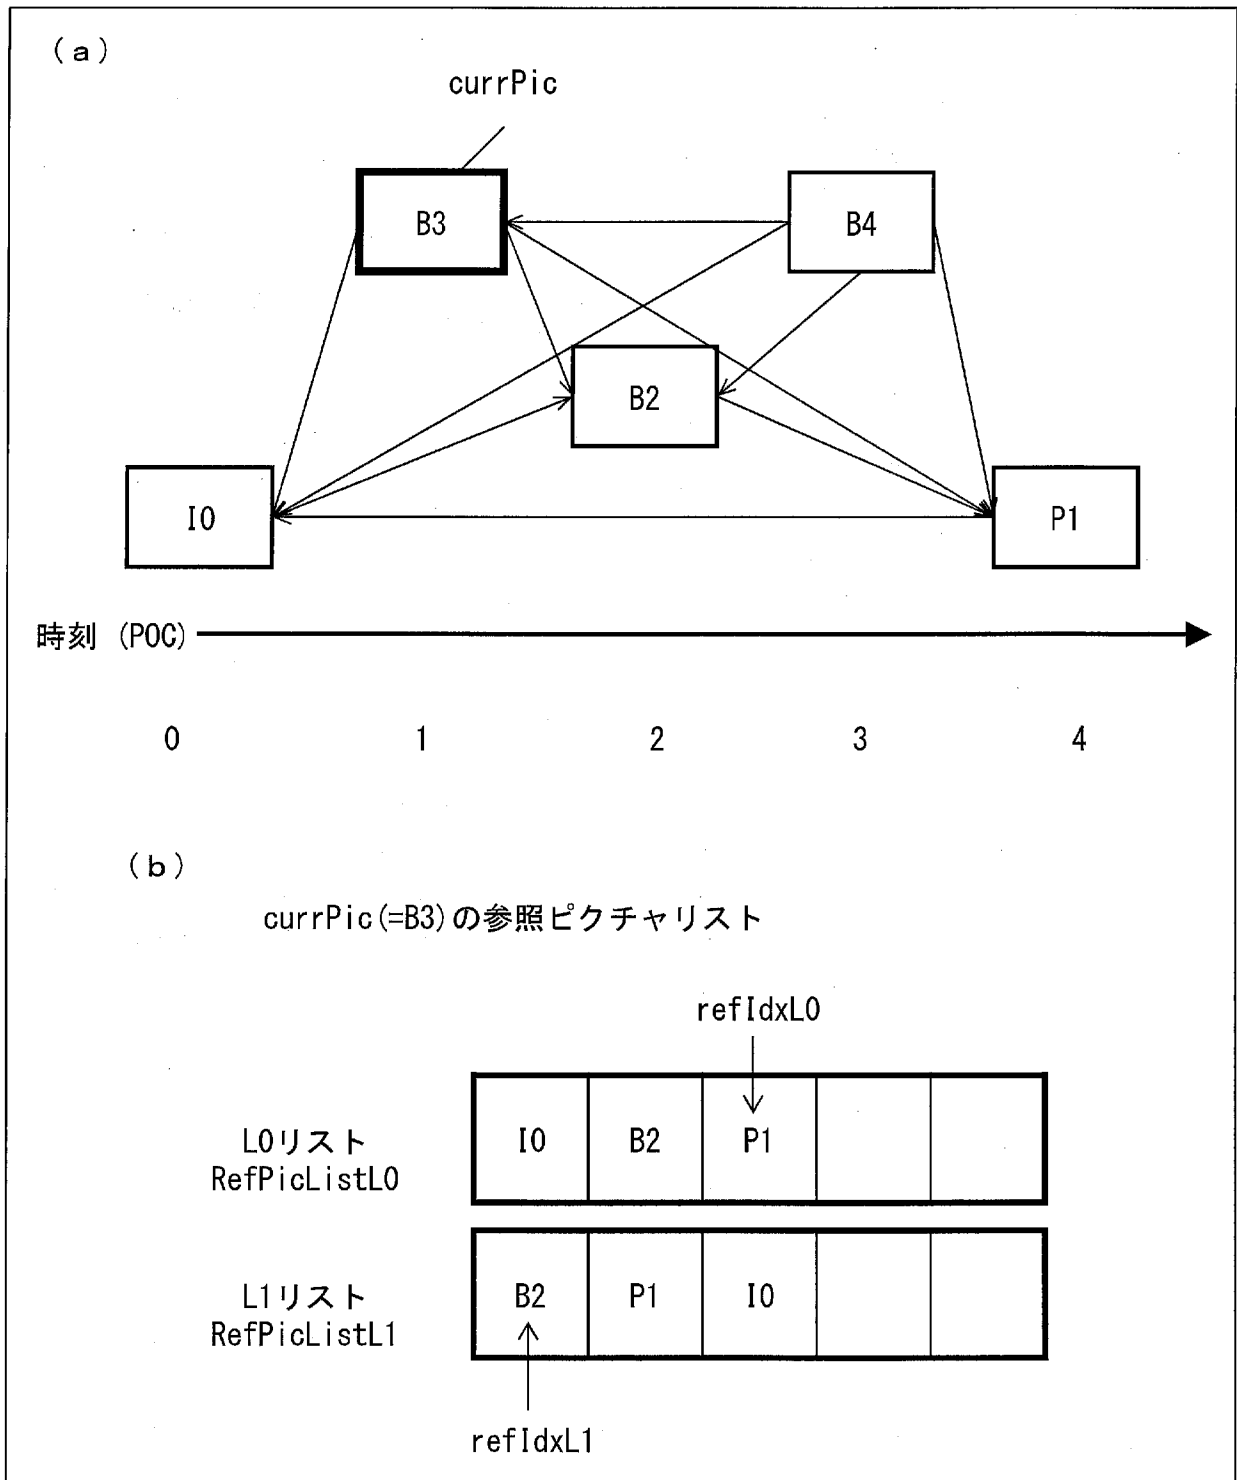 (a)
currPic
B3
B4
B2
I0
P1
時刻 (POC)
0 1 2 3 4
(b)
currPic(=B3)の参照ピクチャリスト
refIdxL0
L0リスト
RefPicListL0
I0 B2 P1
L1リスト
RefPicListL1
B2 P1 I0
refIdxL1